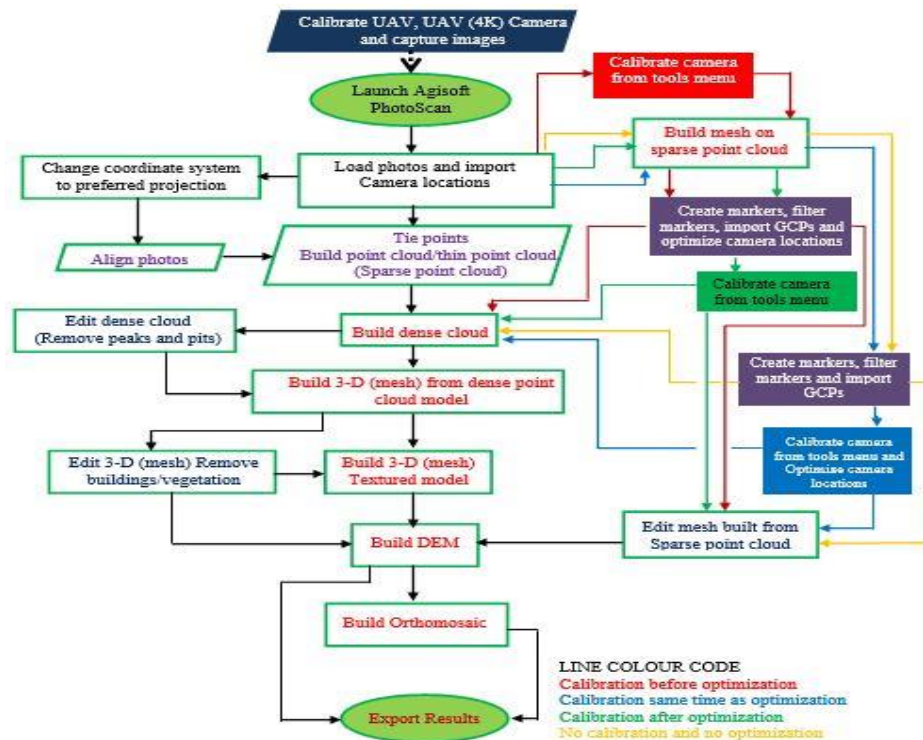 Calibrate UAV, UAV (4K) Camera
and capture images
Launch Agisoft
PhotoScan
Calibrate camera
from tools menu
Build mesh on
sparse point cloud
Change coordinate system
to preferred projection
Load photos and import
Camera locations
Create markers, filter
markers, import GCPs and
optimize camera locations
Align photos
Tie points
Build point cloud/thin point cloud
(Sparse point cloud)
Calibrate camera
from tools menu
Edit dense cloud
(Remove peaks and pits)
Build dense cloud
Create markers, filter
markers and import
GCPs
Build 3-D (mesh) from dense point
cloud model
Edit 3-D (mesh) Remove
buildings/vegetation
Build 3-D (mesh)
Textured model
Calibrate camera
from tools menu and
Optimise camera
locations
Build DEM
Edit mesh built from
Sparse point cloud
Build Orthomosaic
Export Results
LINE COLOUR CODE
Calibration before optimization
Calibration same time as optimization
Calibration after optimization
No calibration and no optimization